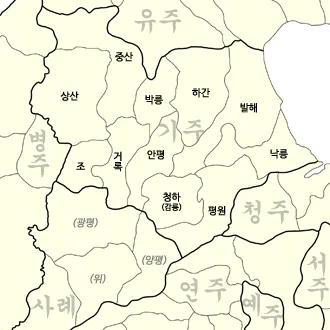 유주
중산
상산
박릉
하간
발해
기주
병주
조
거록
안평
낙릉
청하
(감릉)
평원
청주
(광평)
(양평)
(위)
사례
연주
예주
서주